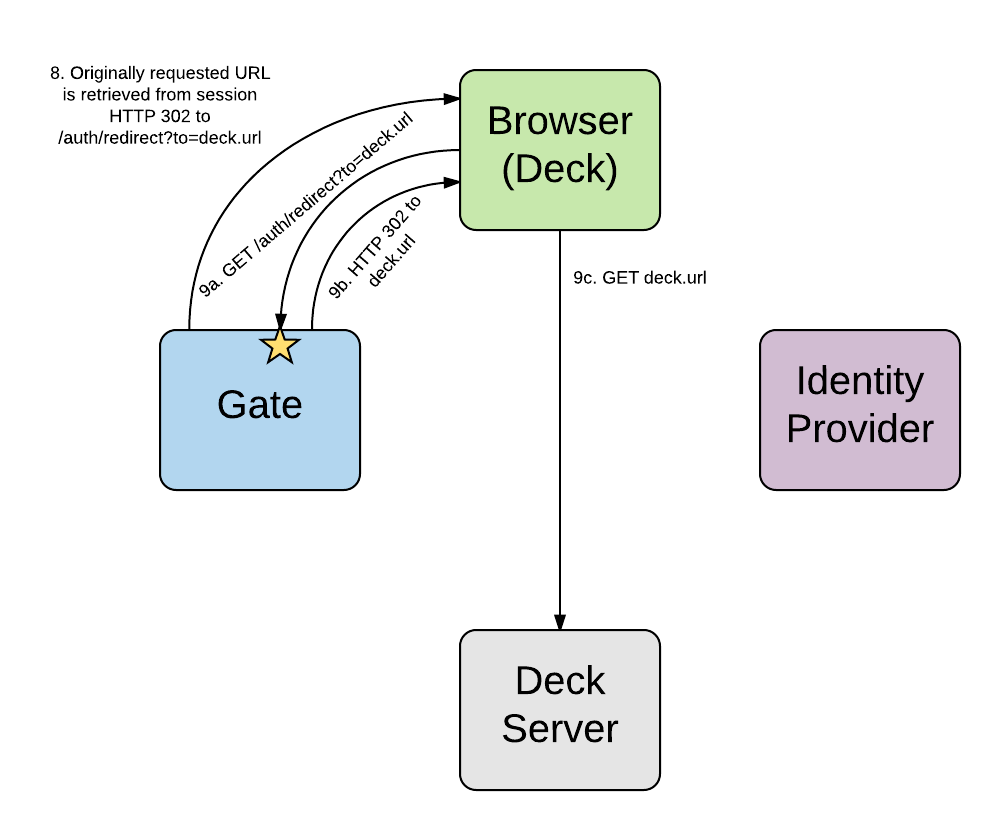 8. Originally requested URL
is retrieved from session
HTTP 302 to
/auth/redirect?to=deck.url
Browser
(Deck)
9a. GET /auth/redirect?to=deck.url
9b. HTTP 302 to
deck.url
9c. GET deck.url
Gate
Identity
Provider
Deck
Server